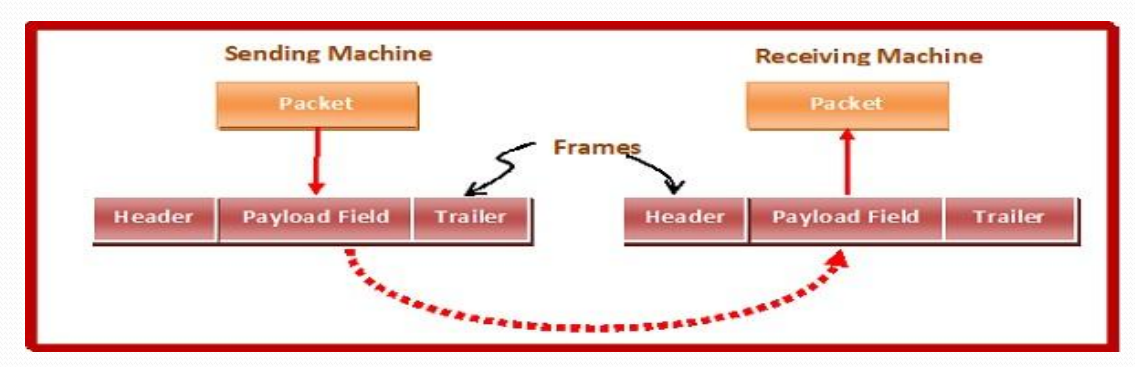 Sending Machine
Receiving Machine
Packet
Packet
Frames
Header Payload Field Trailer
Header Payload Field Trailer